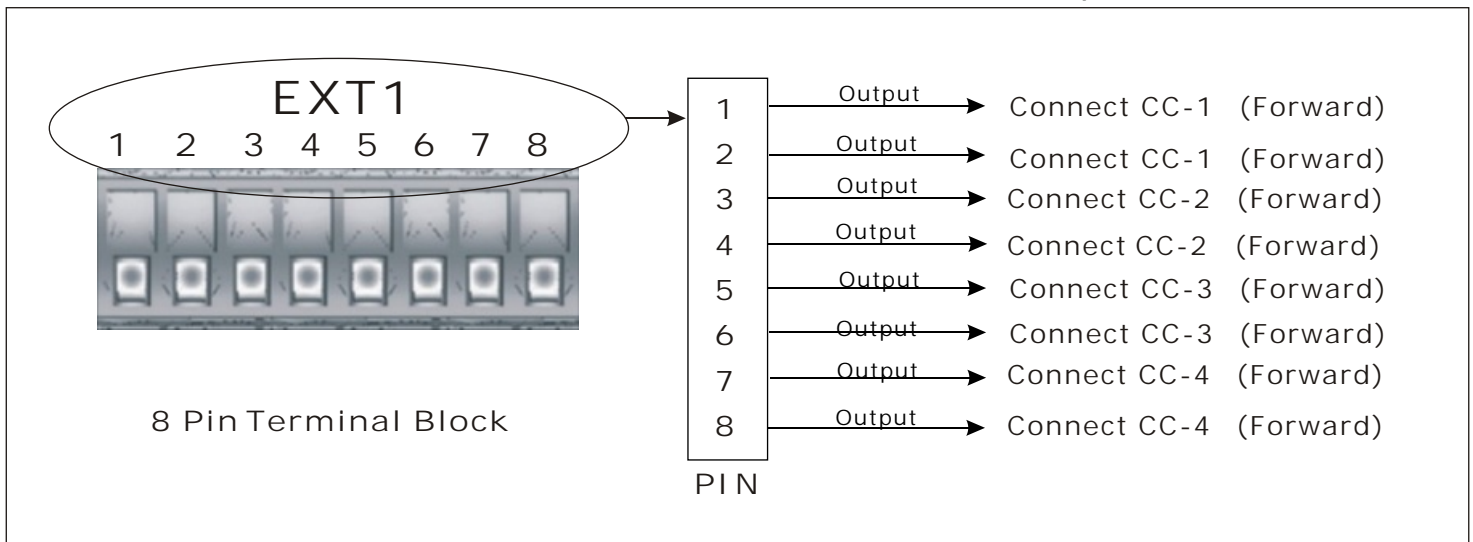 EXT1
1 2 3 4 5 6 7 8
8 Pin Terminal Block
1 Output Connect CC-1 (Forward)
2 Output Connect CC-1 (Forward)
3 Output Connect CC-2 (Forward)
4 Output Connect CC-2 (Forward)
5 Output Connect CC-3 (Forward)
6 Output Connect CC-3 (Forward)
7 Output Connect CC-4 (Forward)
8 Output Connect CC-4 (Forward)
PIN